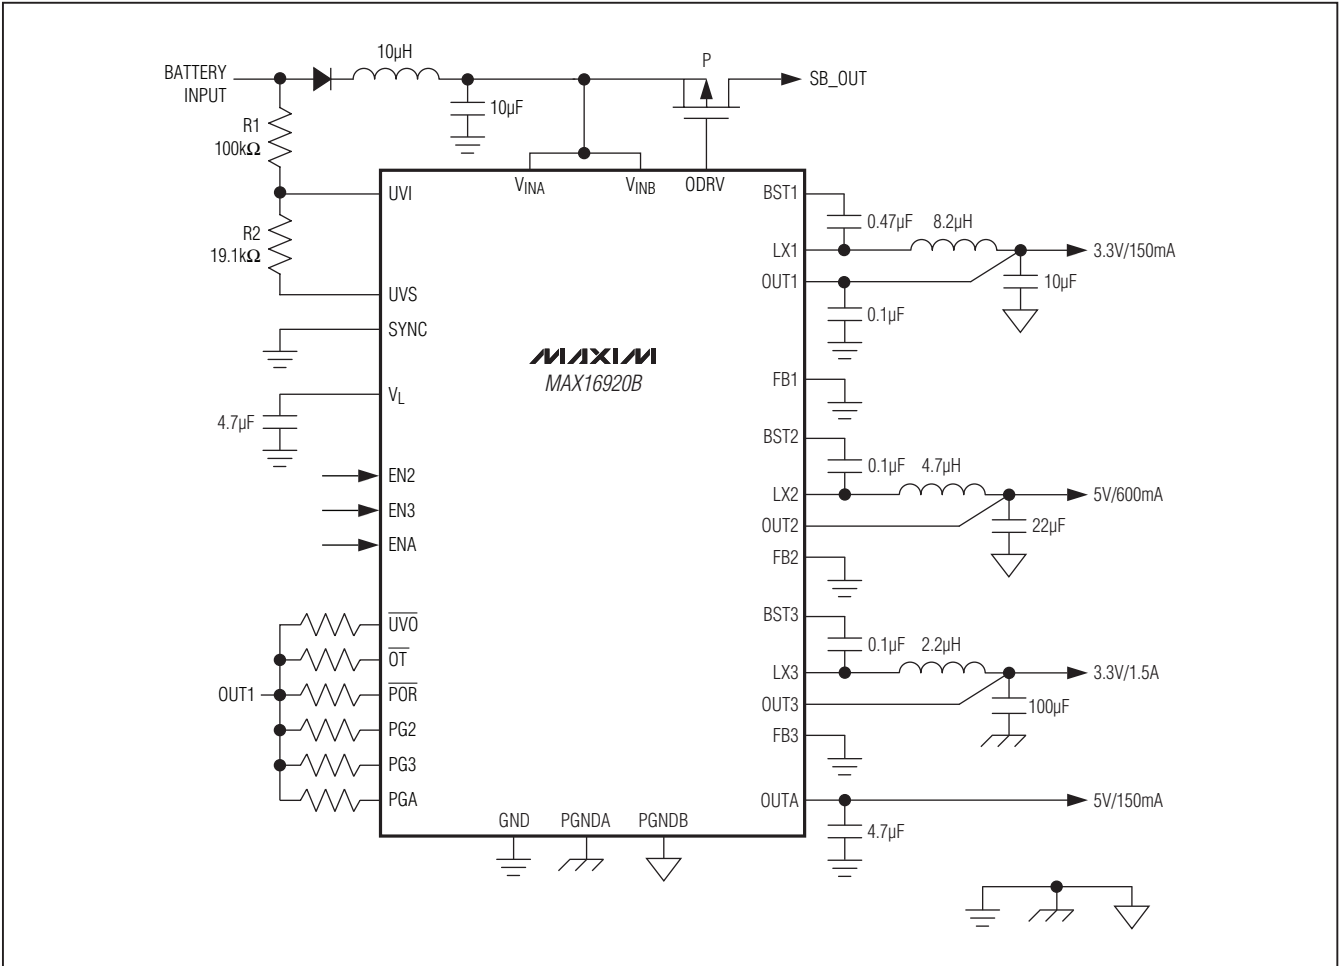 10µH
BATTERY
INPUT
P
SB_OUT
10µF
R1
100kΩ
R2
19.1kΩ
UVI
V_INA
V_INB
ODRV
BST1
0.47µF
8.2µH
LX1
3.3V/150mA
OUT1
10µF
0.1µF
UVS
SYNC
MAXIM
MAX16920B
FB1
V_L
4.7µF
BST2
0.1µF
4.7µH
EN2
LX2
5V/600mA
EN3
OUT2
22µF
ENA
FB2
BST3
UVO
0.1µF
2.2µH
OT
LX3
3.3V/1.5A
OUT1
POR
OUT3
100µF
PG2
FB3
PG3
PGA
OUTA
5V/150mA
GND
PGNDA
PGNDB
4.7µF